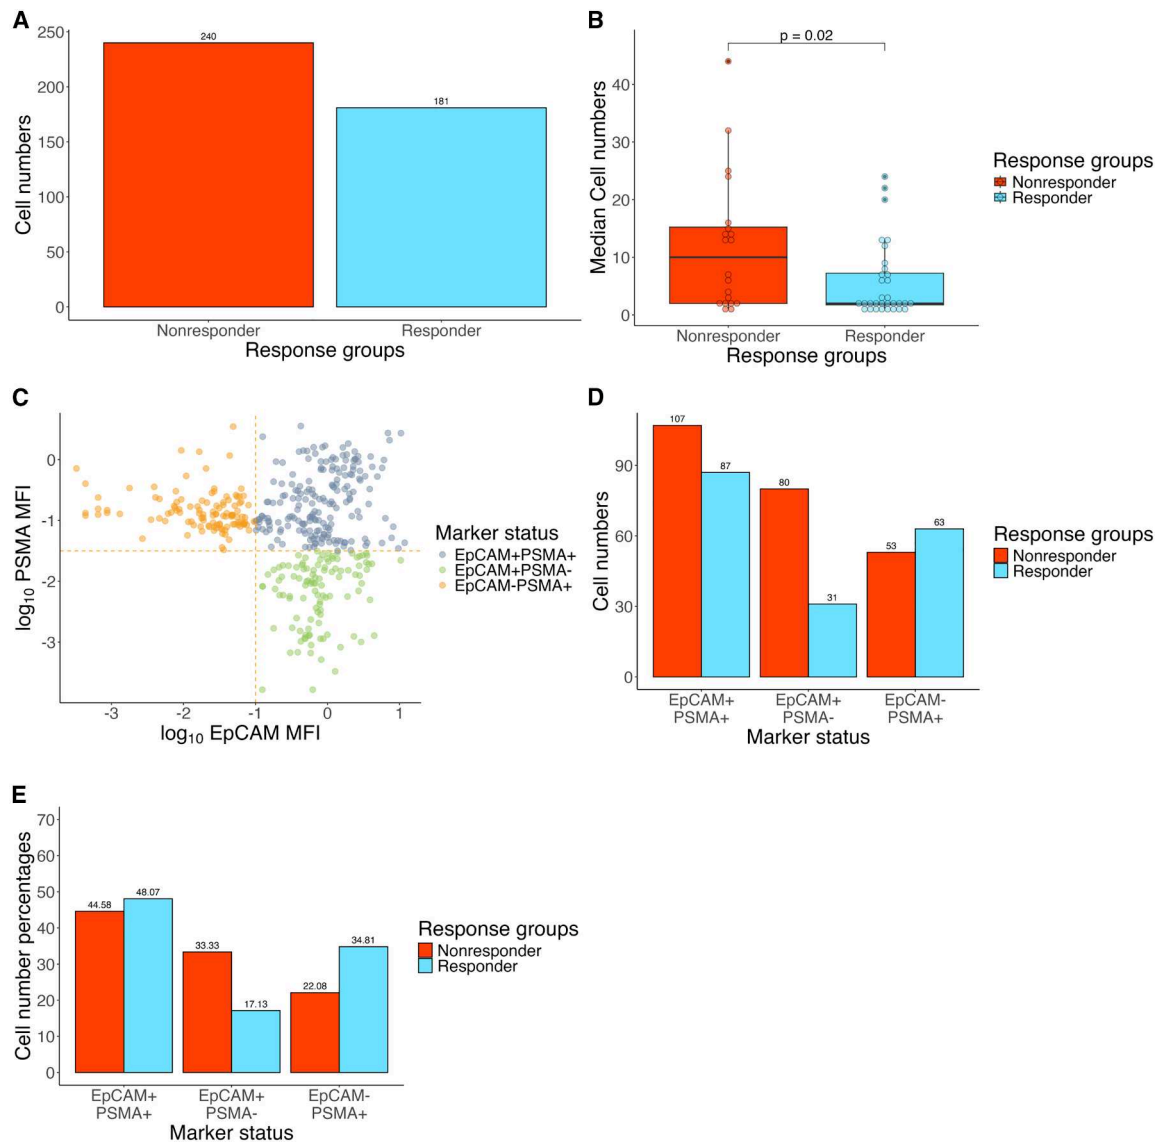 A
250
200
150
100
50
0
Cell numbers
240
181
Nonresponder
Responder
Response groups
B
p = 0.02
40
30
20
10
0
Median Cell numbers
Nonresponder
Responder
Response groups
Response groups
Nonresponder
Responder
C
0
-1
-2
-3
log10 PSMA MFI
-3
-2
-1
0
1
log10 EpCAM MFI
Marker status
EpCAM+PSMA+
EpCAM+PSMA-
EpCAM-PSMA+
D
90
60
30
0
Cell numbers
107
87
80
31
53
63
EpCAM+
PSMA+
EpCAM+
PSMA-
EpCAM-
PSMA+
Marker status
Response groups
Nonresponder
Responder
E
70
60
50
40
30
20
10
0
Cell number percentages
44.58
48.07
33.33
17.13
22.08
34.81
EpCAM+
PSMA+
EpCAM+
PSMA-
EpCAM-
PSMA+
Marker status
Response groups
Nonresponder
Responder